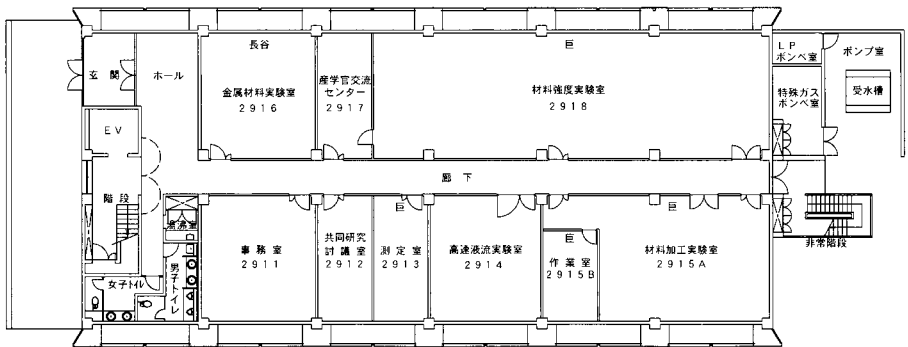 長谷
金属材料実験室
2916
産学官交流
センター
2917
巨
材料強度実験室
2918
LP
ボンベ室
ポンプ室
特殊ガス
ボンベ室
受水槽
玄関
ホール
EV
階段
廊下
湯沸室
男子トイレ
女子トイレ
事務室
2911
共同研究
討議室
2912
巨
測定室
2913
高速液流実験室
2914
巨
作業室
2915B
巨
材料加工実験室
2915A
非常階段